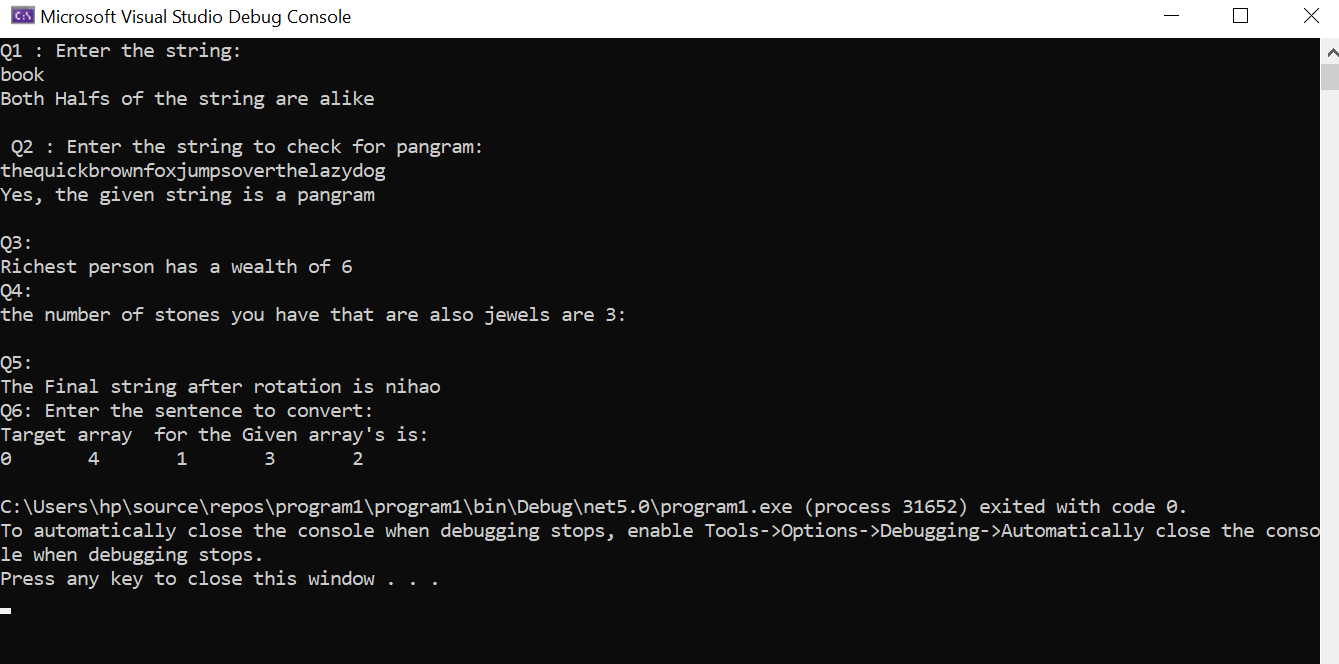 Microsoft Visual Studio Debug Console
Q1 : Enter the string:
book
Both Halfs of the string are alike
Q2 : Enter the string to check for pangram:
thequickbrownfoxjumpsoverthelazydog
Yes, the given string is a pangram
Q3:
Richest person has a wealth of 6
Q4:
the number of stones you have that are also jewels are 3:
Q5:
The Final string after rotation is nihao
Q6: Enter the sentence to convert:
Target array  for the Given array's is:
0       4       1       3       2
C:\Users\hp\source\repos\program1\program1\bin\Debug\net5.0\program1.exe (process 31652) exited with code 0.
To automatically close the console when debugging stops, enable Tools->Options->Debugging->Automatically close the conso
le when debugging stops.
Press any key to close this window . . .